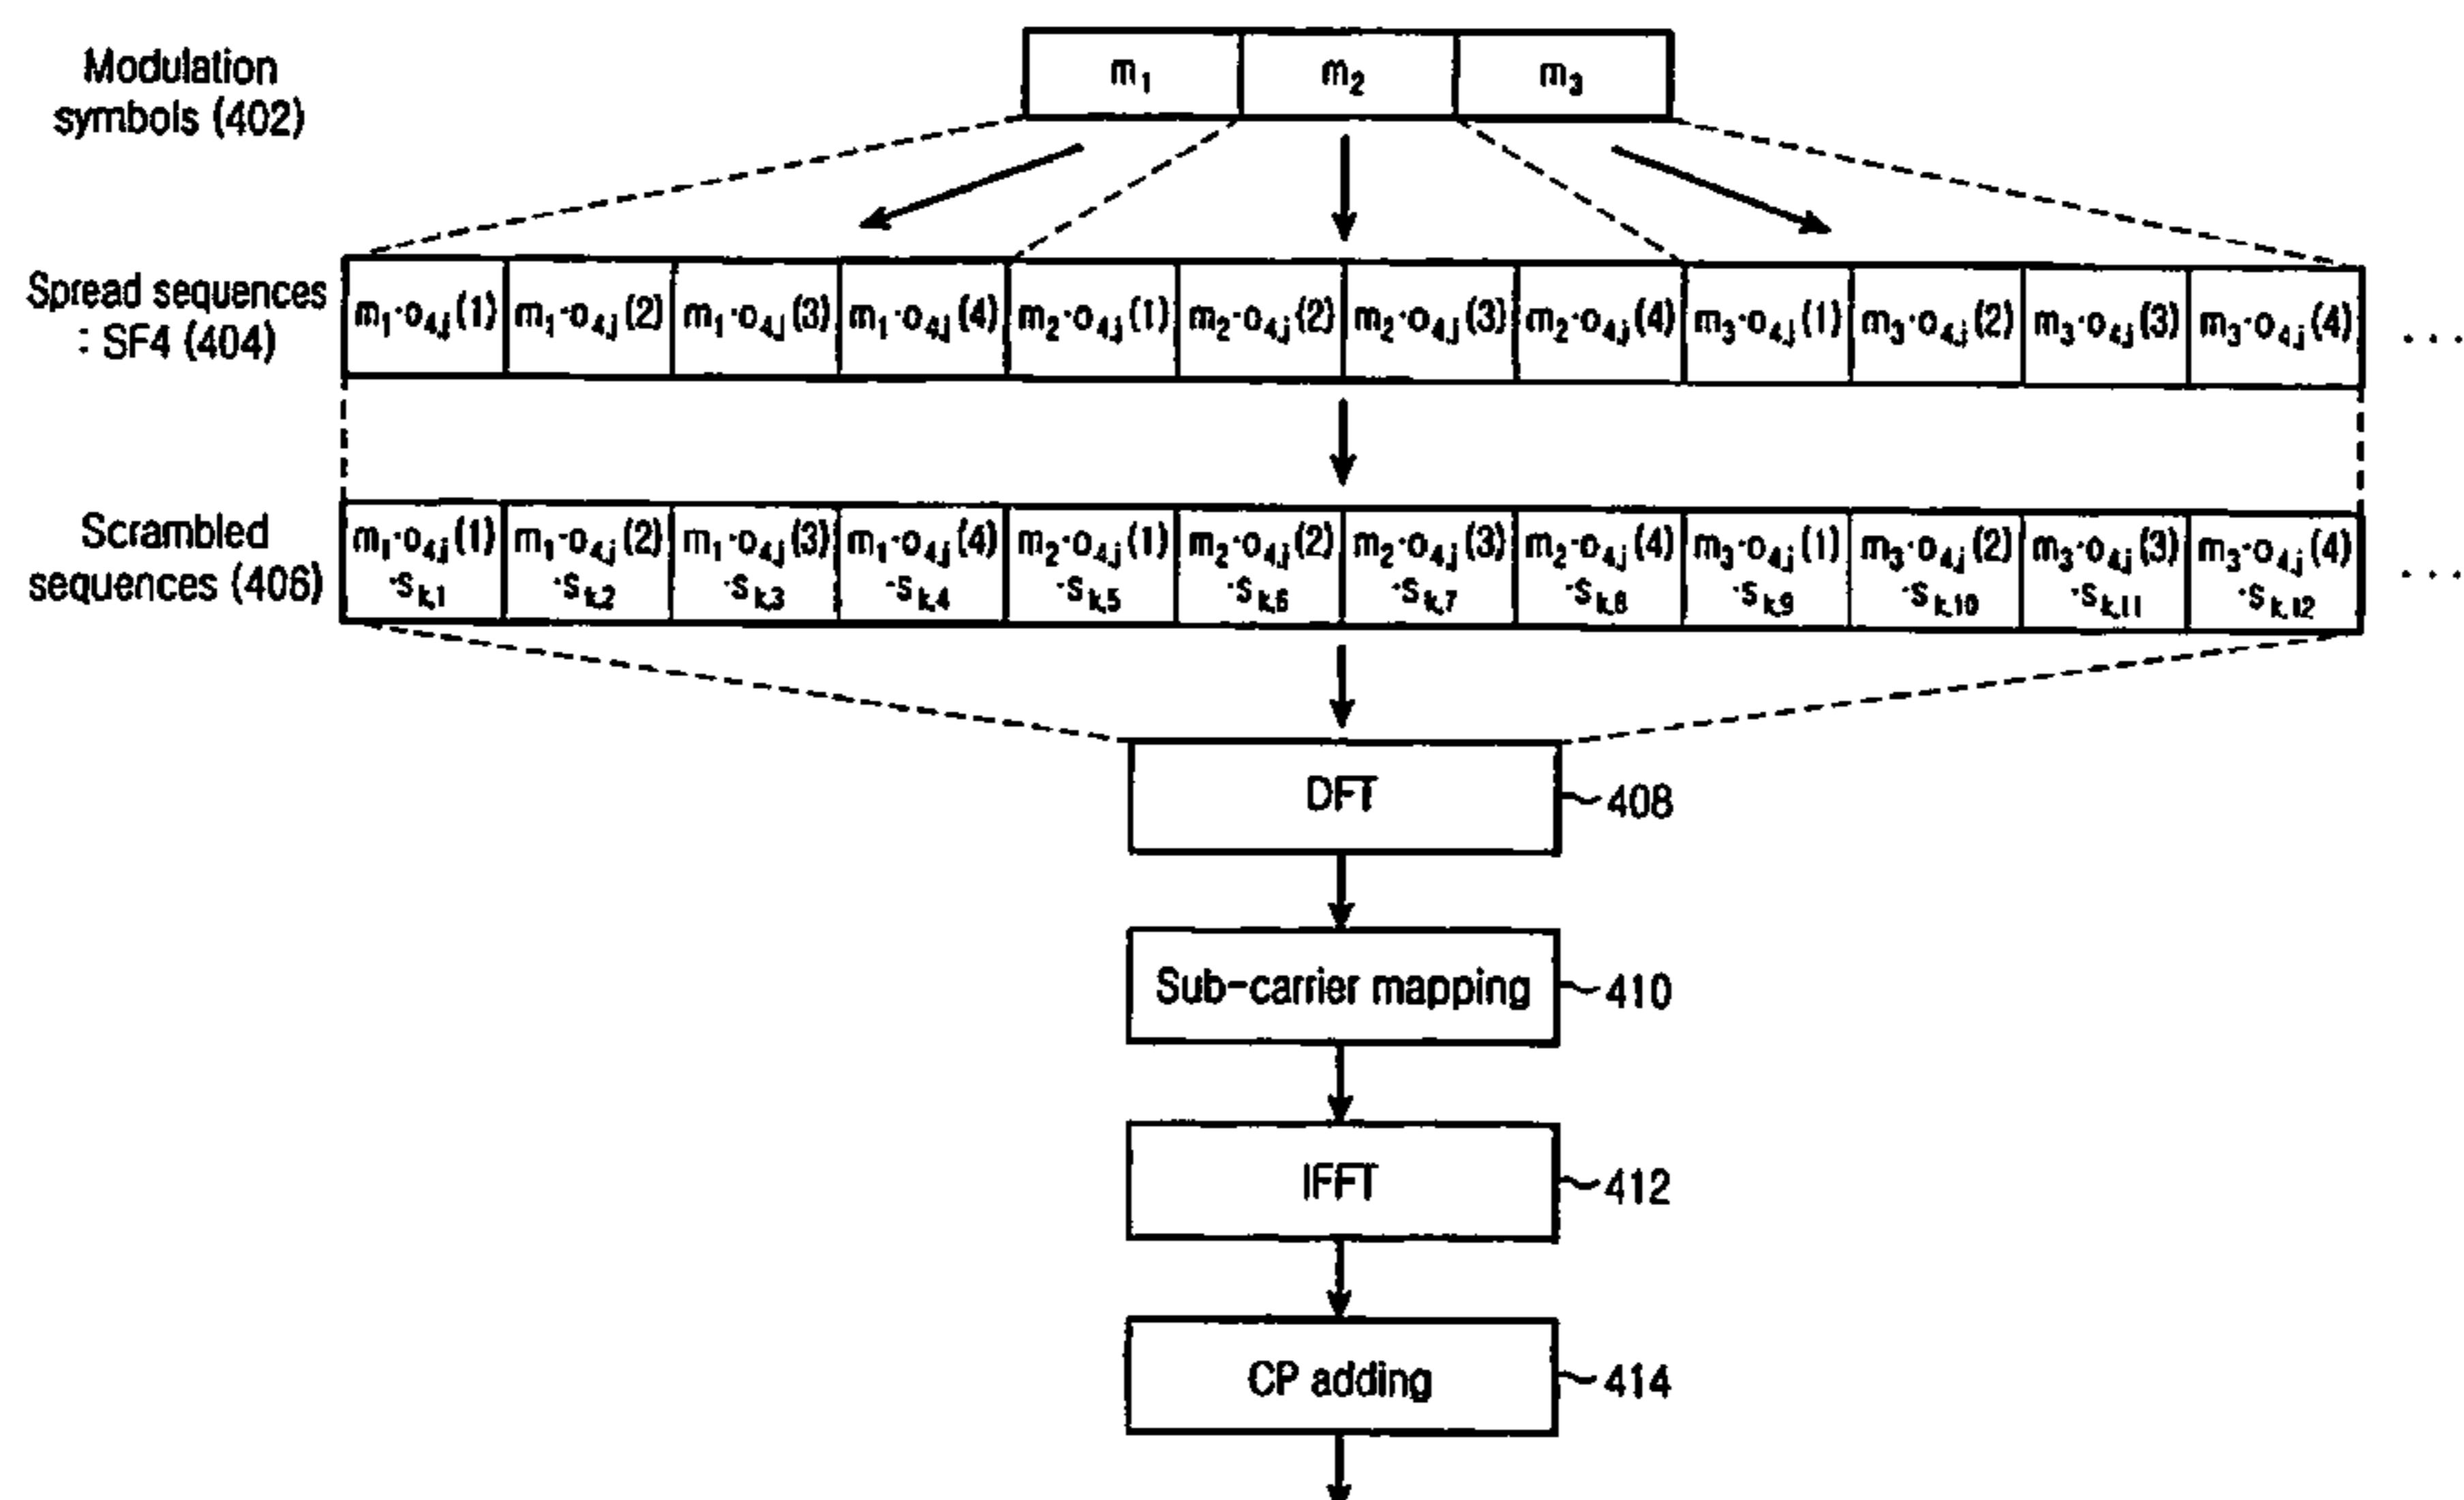 Modulation
symbols (402)
m₁ m₂ m₃
Spread sequences
: SF4 (404)
m₁·o₄,ⱼ(1) m₁·o₄,ⱼ(2) m₁·o₄,ⱼ(3) m₁·o₄,ⱼ(4) m₂·o₄,ⱼ(1) m₂·o₄,ⱼ(2) m₂·o₄,ⱼ(3) m₂·o₄,ⱼ(4) m₃·o₄,ⱼ(1) m₃·o₄,ⱼ(2) m₃·o₄,ⱼ(3) m₃·o₄,ⱼ(4) ...
Scrambled
sequences (406)
m₁·o₄,ⱼ(1) m₁·o₄,ⱼ(2) m₁·o₄,ⱼ(3) m₁·o₄,ⱼ(4) m₂·o₄,ⱼ(1) m₂·o₄,ⱼ(2) m₂·o₄,ⱼ(3) m₂·o₄,ⱼ(4) m₃·o₄,ⱼ(1) m₃·o₄,ⱼ(2) m₃·o₄,ⱼ(3) m₃·o₄,ⱼ(4) ...
·sₖ,₁ ·sₖ,₂ ·sₖ,₃ ·sₖ,₄ ·sₖ,₅ ·sₖ,₆ ·sₖ,₇ ·sₖ,₈ ·sₖ,₉ ·sₖ,₁₀ ·sₖ,₁₁ ·sₖ,₁₂
DFT 408
Sub-carrier mapping 410
IFFT 412
CP adding 414